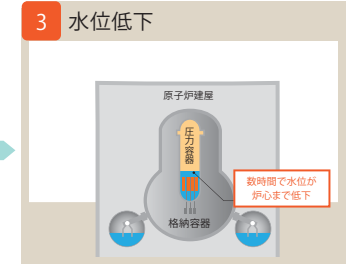 3 水位低下
原子炉建屋
圧力容器
数時間で水位が
炉心まで低下
格納容器